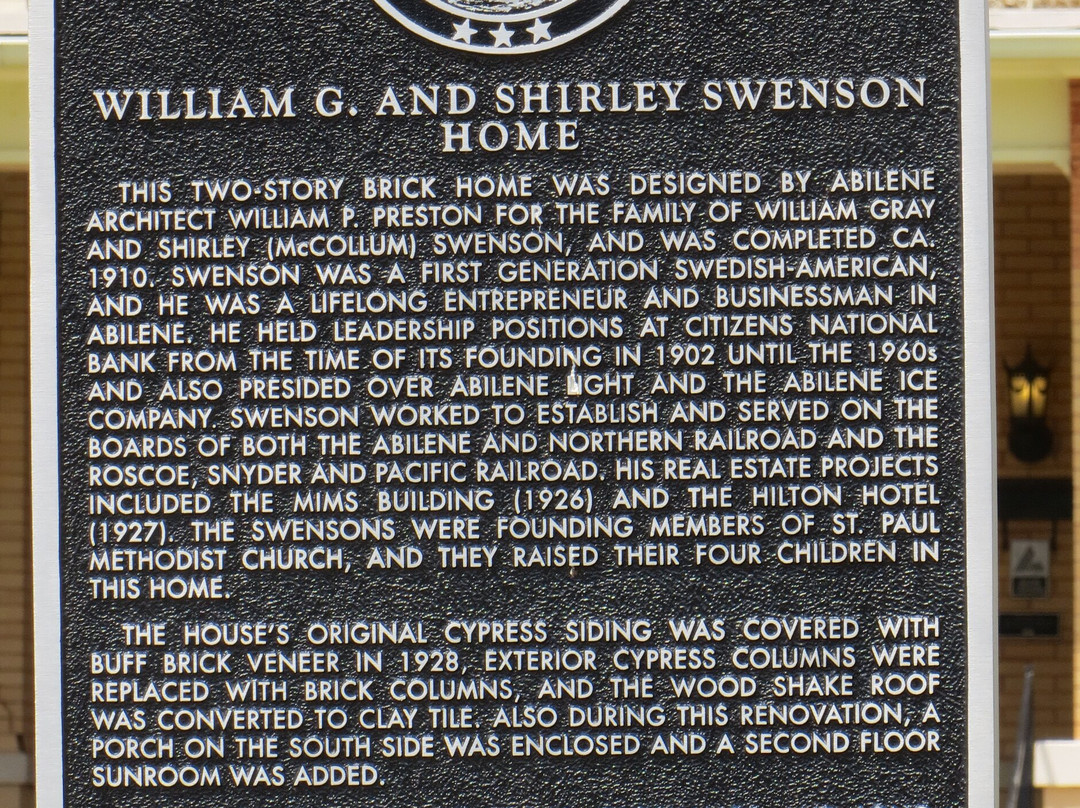 WILLIAM G. AND SHIRLEY SWENSON
HOME
THIS TWO-STORY BRICK HOME WAS DESIGNED BY ABILENE
ARCHITECT WILLIAM P. PRESTON FOR THE FAMILY OF WILLIAM GRAY
AND SHIRLEY (McCOLLUM) SWENSON, AND WAS COMPLETED CA.
1910. SWENSON WAS A FIRST GENERATION SWEDISH-AMERICAN,
AND HE WAS A LIFELONG ENTREPRENEUR AND BUSINESSMAN IN
ABILENE. HE HELD LEADERSHIP POSITIONS AT CITIZENS NATIONAL
BANK FROM THE TIME OF ITS FOUNDING IN 1902 UNTIL THE 1960s
AND ALSO PRESIDED OVER ABILENE LIGHT AND THE ABILENE ICE
COMPANY. SWENSON WORKED TO ESTABLISH AND SERVED ON THE
BOARDS OF BOTH THE ABILENE AND NORTHERN RAILROAD AND THE
ROSCOE, SNYDER AND PACIFIC RAILROAD. HIS REAL ESTATE PROJECTS
INCLUDED THE MIMS BUILDING (1926) AND THE HILTON HOTEL
(1927). THE SWENSONS WERE FOUNDING MEMBERS OF ST. PAUL
METHODIST CHURCH, AND THEY RAISED THEIR FOUR CHILDREN IN
THIS HOME.
THE HOUSE'S ORIGINAL CYPRESS SIDING WAS COVERED WITH
BUFF BRICK VENEER IN 1928, EXTERIOR CYPRESS COLUMNS WERE
REPLACED WITH BRICK COLUMNS, AND THE WOOD SHAKE ROOF
WAS CONVERTED TO CLAY TILE. ALSO DURING THIS RENOVATION, A
PORCH ON THE SOUTH SIDE WAS ENCLOSED AND A SECOND FLOOR
SUNROOM WAS ADDED.